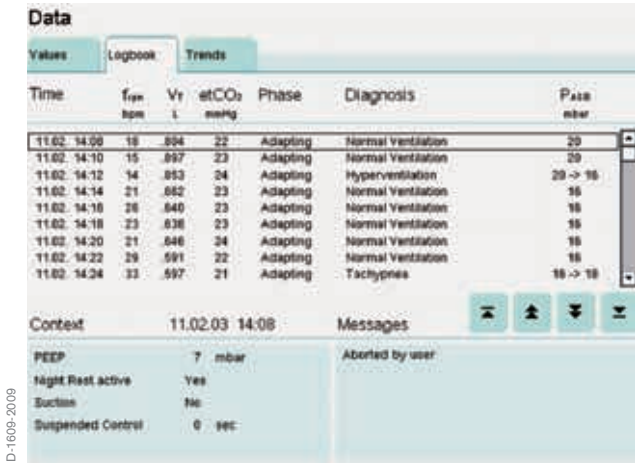 Data
Values Logbook Trends
Time fspn VT etCO₂ Phase Diagnosis PASB
bpm L mmHg mbar
11.02. 14:08 18 .804 22 Adapting Normal Ventilation 20
11.02. 14:10 15 .897 23 Adapting Normal Ventilation 20
11.02. 14:12 14 .853 24 Adapting Hyperventilation 20 -> 16
11.02. 14:14 21 .662 23 Adapting Normal Ventilation 16
11.02. 14:16 26 .640 23 Adapting Normal Ventilation 16
11.02. 14:18 23 .638 23 Adapting Normal Ventilation 16
11.02. 14:20 21 .646 24 Adapting Normal Ventilation 16
11.02. 14:22 29 .591 22 Adapting Normal Ventilation 16
11.02. 14:24 33 .597 21 Adapting Tachypnea 16 -> 18
Context 11.02.03 14:08 Messages
PEEP 7 mbar Aborted by user
Night Rest active Yes
Suction No
Suspended Control 0 sec
D-1609-2009